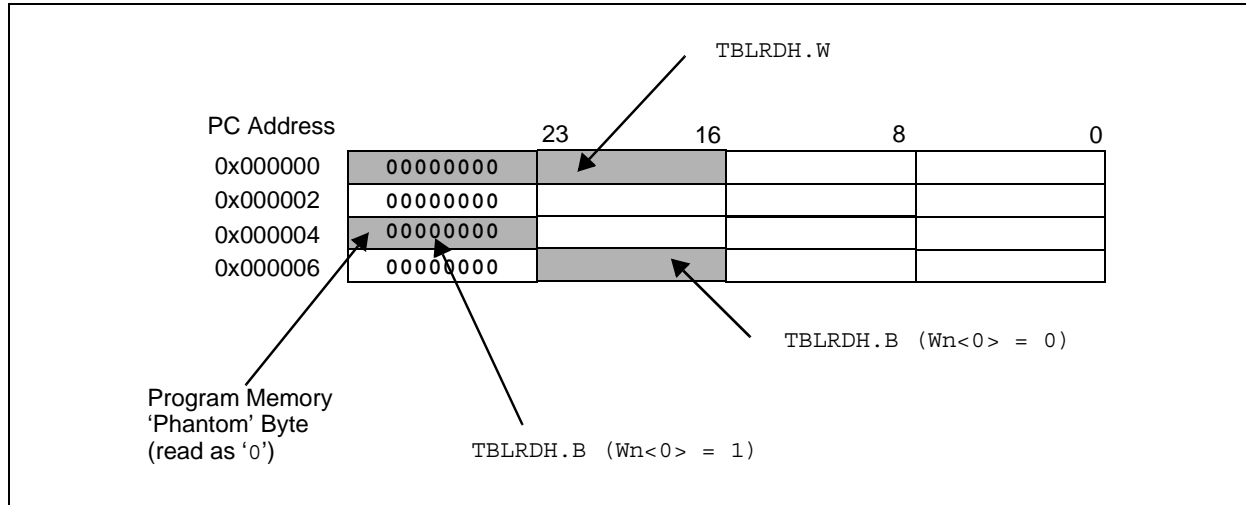 TBLRDH.W
PC Address
23 16 8 0
0x000000 00000000
0x000002 00000000
0x000004 00000000
0x000006 00000000
TBLRDH.B (Wn<0> = 0)
Program Memory
‘Phantom’ Byte
(read as ‘0’)
TBLRDH.B (Wn<0> = 1)